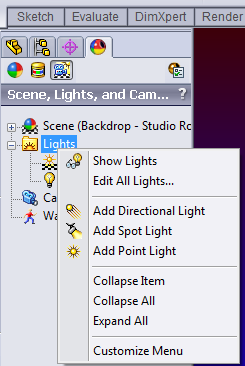 Sketch Evaluate DimXpert Render
Scene, Lights, and Cam... ?
Scene (Backdrop - Studio Ro
Lights
Show Lights
Edit All Lights...
Add Directional Light
Ca
Add Spot Light
Wa
Add Point Light
Collapse Item
Collapse All
Expand All
Customize Menu